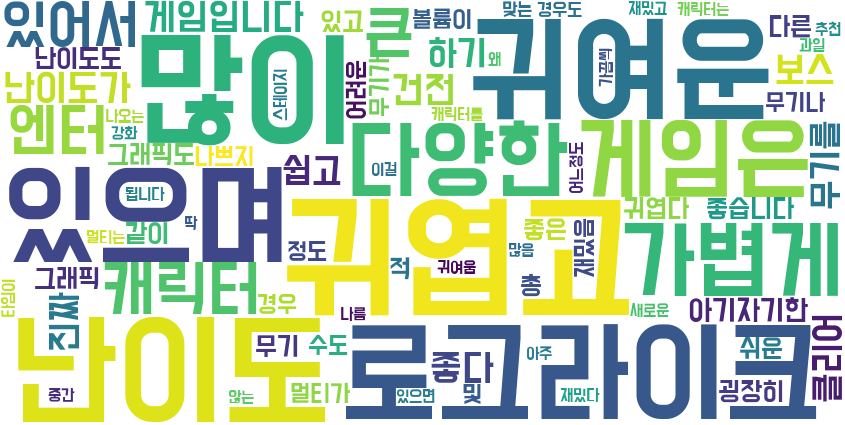 있어서
게임입니다
있고
큰
볼륨이
맞는
경우도
재밌고
캐릭터는
다른
추천
난이도도
많이
스테이지
어려운
무기가
하기
왜
귀여운
가끔씩
과일
보스
난이도가
건전
무기나
엔터
나오는
강화
캐릭터를
그래픽도
나쁘지
쉽고
이걸
다양한
어느정도
게임은
무기를
있으며
됩니다
딱
귀엽고
귀엽다
좋습니다
멀티는
같이
정도
좋은
많음
재밌음
가볍게
그래픽
적
귀여움
총
타임이
진짜
캐릭터
경우
나름
새로운
아기자기한
난이도
무기
수도
로그라이크
좋다
아주
쉬운
클리어
중간
않는
멀티가
있으면
및
재밌다
굉장히